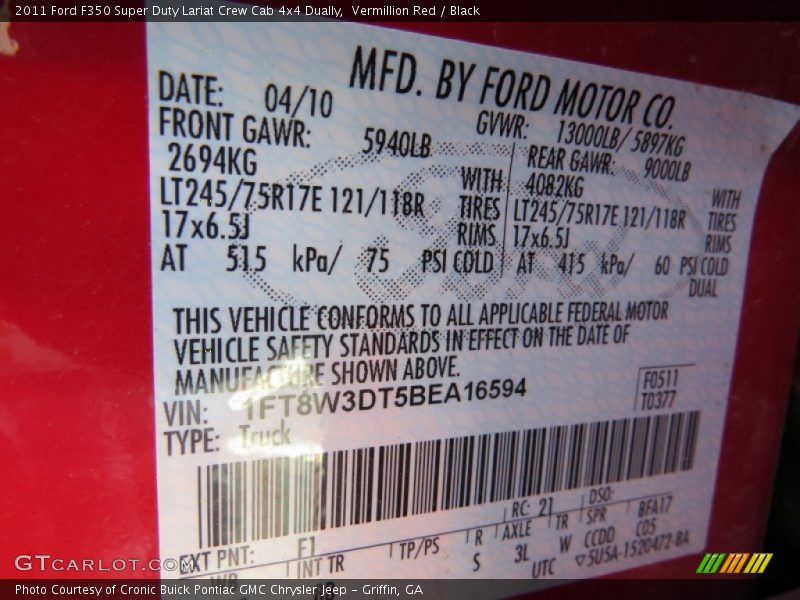 2011 Ford F350 Super Duty Lariat Crew Cab 4x4 Dually, Vermillion Red / Black
MFD. BY FORD MOTOR CO.
DATE: 04/10 GVWR: 13000LB/ 5897KG
FRONT GAWR: 5940LB REAR GAWR: 9000LB
2694KG WITH 4082KG WITH
LT245/75R17E 121/118R TIRES LT245/75R17E 121/118R TIRES
17x6.5J RIMS 17x6.5J RIMS
AT 515 kPa/ 75 PSI COLD AT 415 kPa/ 60 PSI COLD
DUAL
THIS VEHICLE CONFORMS TO ALL APPLICABLE FEDERAL MOTOR
VEHICLE SAFETY STANDARDS IN EFFECT ON THE DATE OF
MANUFACTURE SHOWN ABOVE.
VIN: 1FT8W3DT5BEA16594 F0511
TYPE: Truck T0377
RC: 21 DSO:
EXT PNT: F1 INT TR TP/PS R AXLE TR SPR BFA17
S 3L W CCDD C05
UTC ▽5U5A-1520472-BA
GTCARLOT.COM
Photo Courtesy of Cronic Buick Pontiac GMC Chrysler Jeep - Griffin, GA